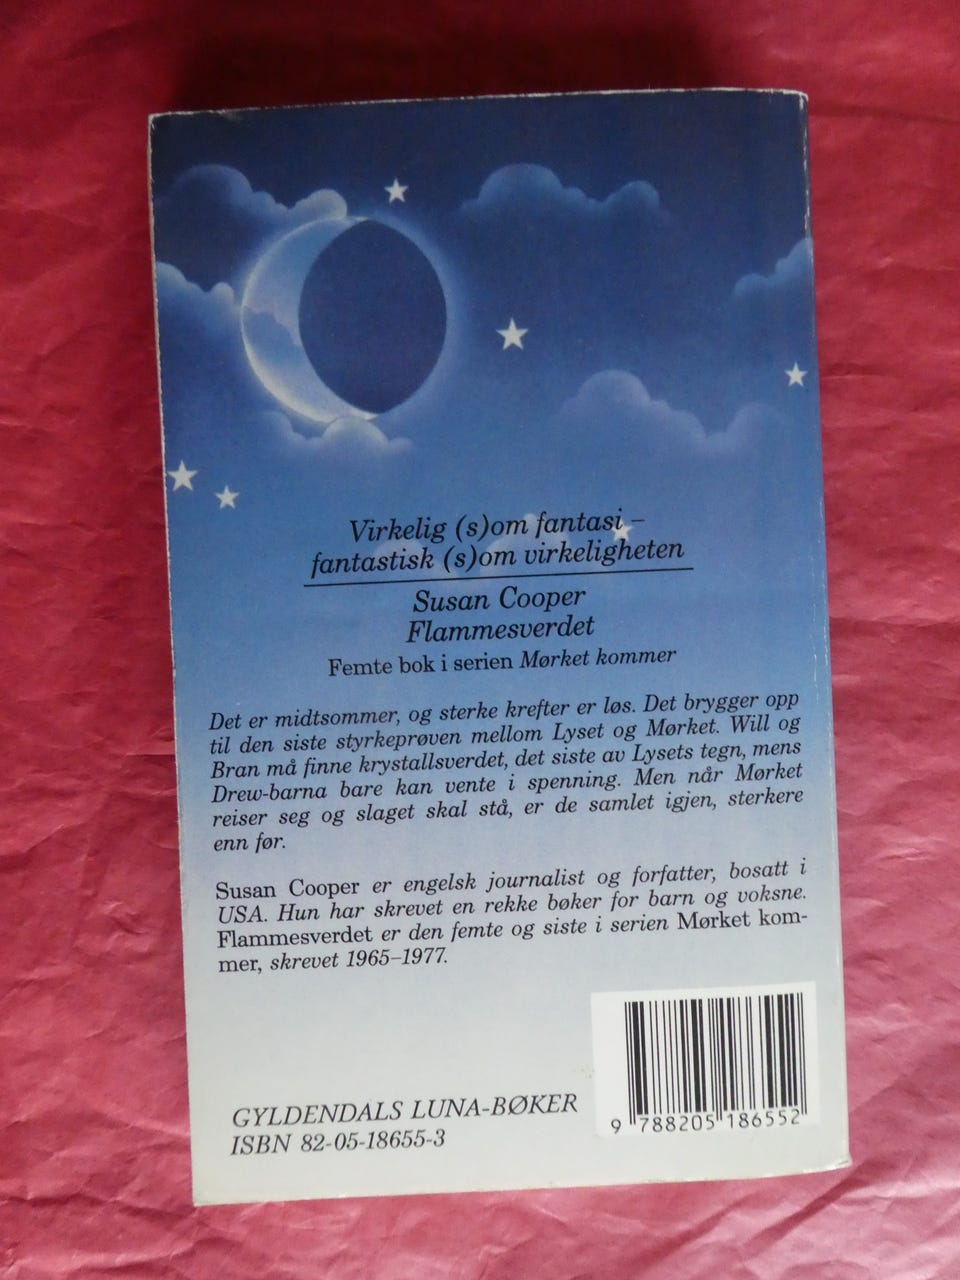 Virkelig (s)om fantasi –
fantastisk (s)om virkeligheten
Susan Cooper
Flammesverdet
Femte bok i serien Mørket kommer
Det er midtsommer, og sterke krefter er løs. Det brygger opp
til den siste styrkeprøven mellom Lyset og Mørket. Will og
Bran må finne krystallsverdet, det siste av Lysets tegn, mens
Drew-barna bare kan vente i spenning. Men når Mørket
reiser seg og slaget skal stå, er de samlet igjen, sterkere
enn før.
Susan Cooper er engelsk journalist og forfatter, bosatt i
USA. Hun har skrevet en rekke bøker for barn og voksne.
Flammesverdet er den femte og siste i serien Mørket kom-
mer, skrevet 1965–1977.
GYLDENDALS LUNA-BØKER
ISBN 82-05-18655-3
9 788205 186552